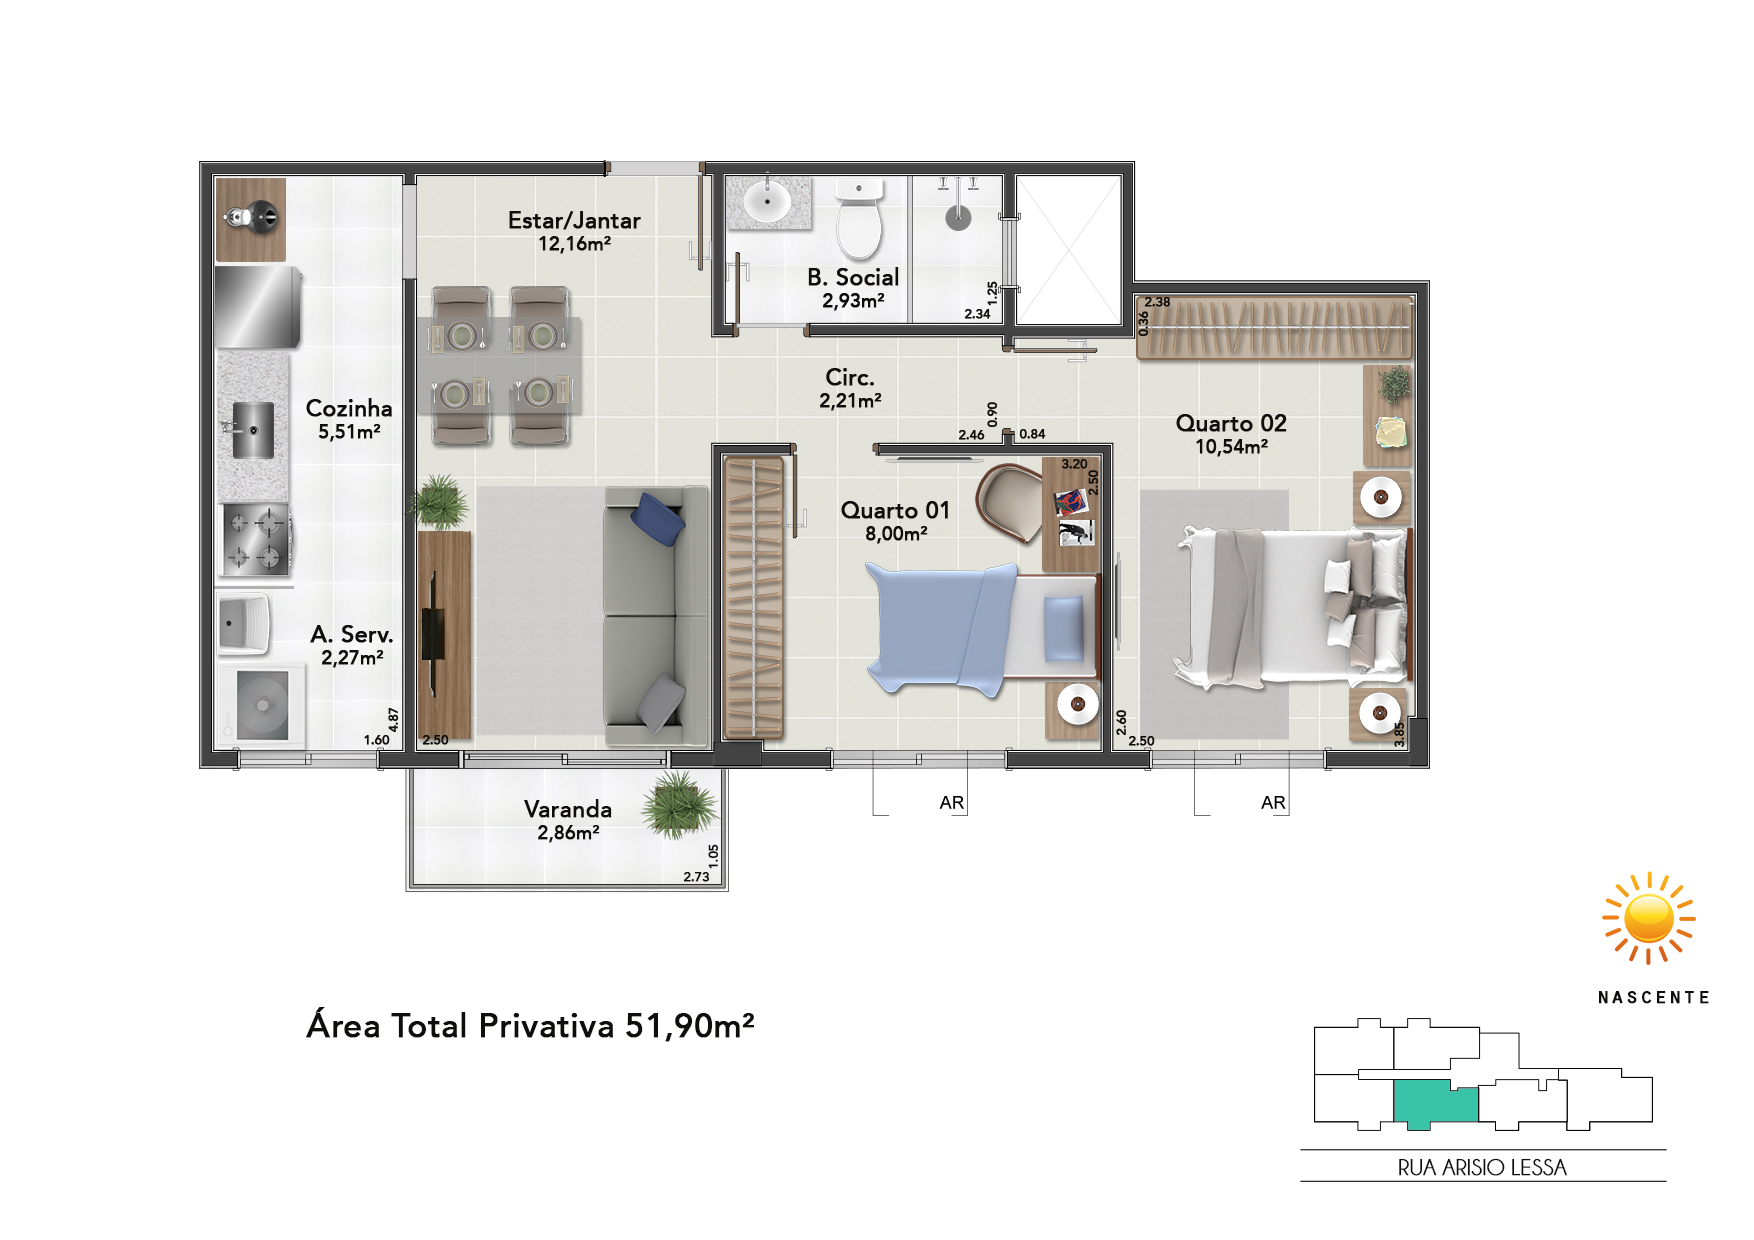 Estar/Jantar
12,16m²
B. Social
2,93m²
1.25
2.34
2.38
0.36
Cozinha
5,51m²
Circ.
2,21m²
0.90
2.46
0.84
Quarto 02
10,54m²
3.20
2.50
Quarto 01
8,00m²
A. Serv.
2,27m²
4.87
1.60
2.50
2.60
2.50
3.85
AR
AR
Varanda
2,86m²
1.05
2.73
NASCENTE
Área Total Privativa 51,90m²
RUA ARISIO LESSA